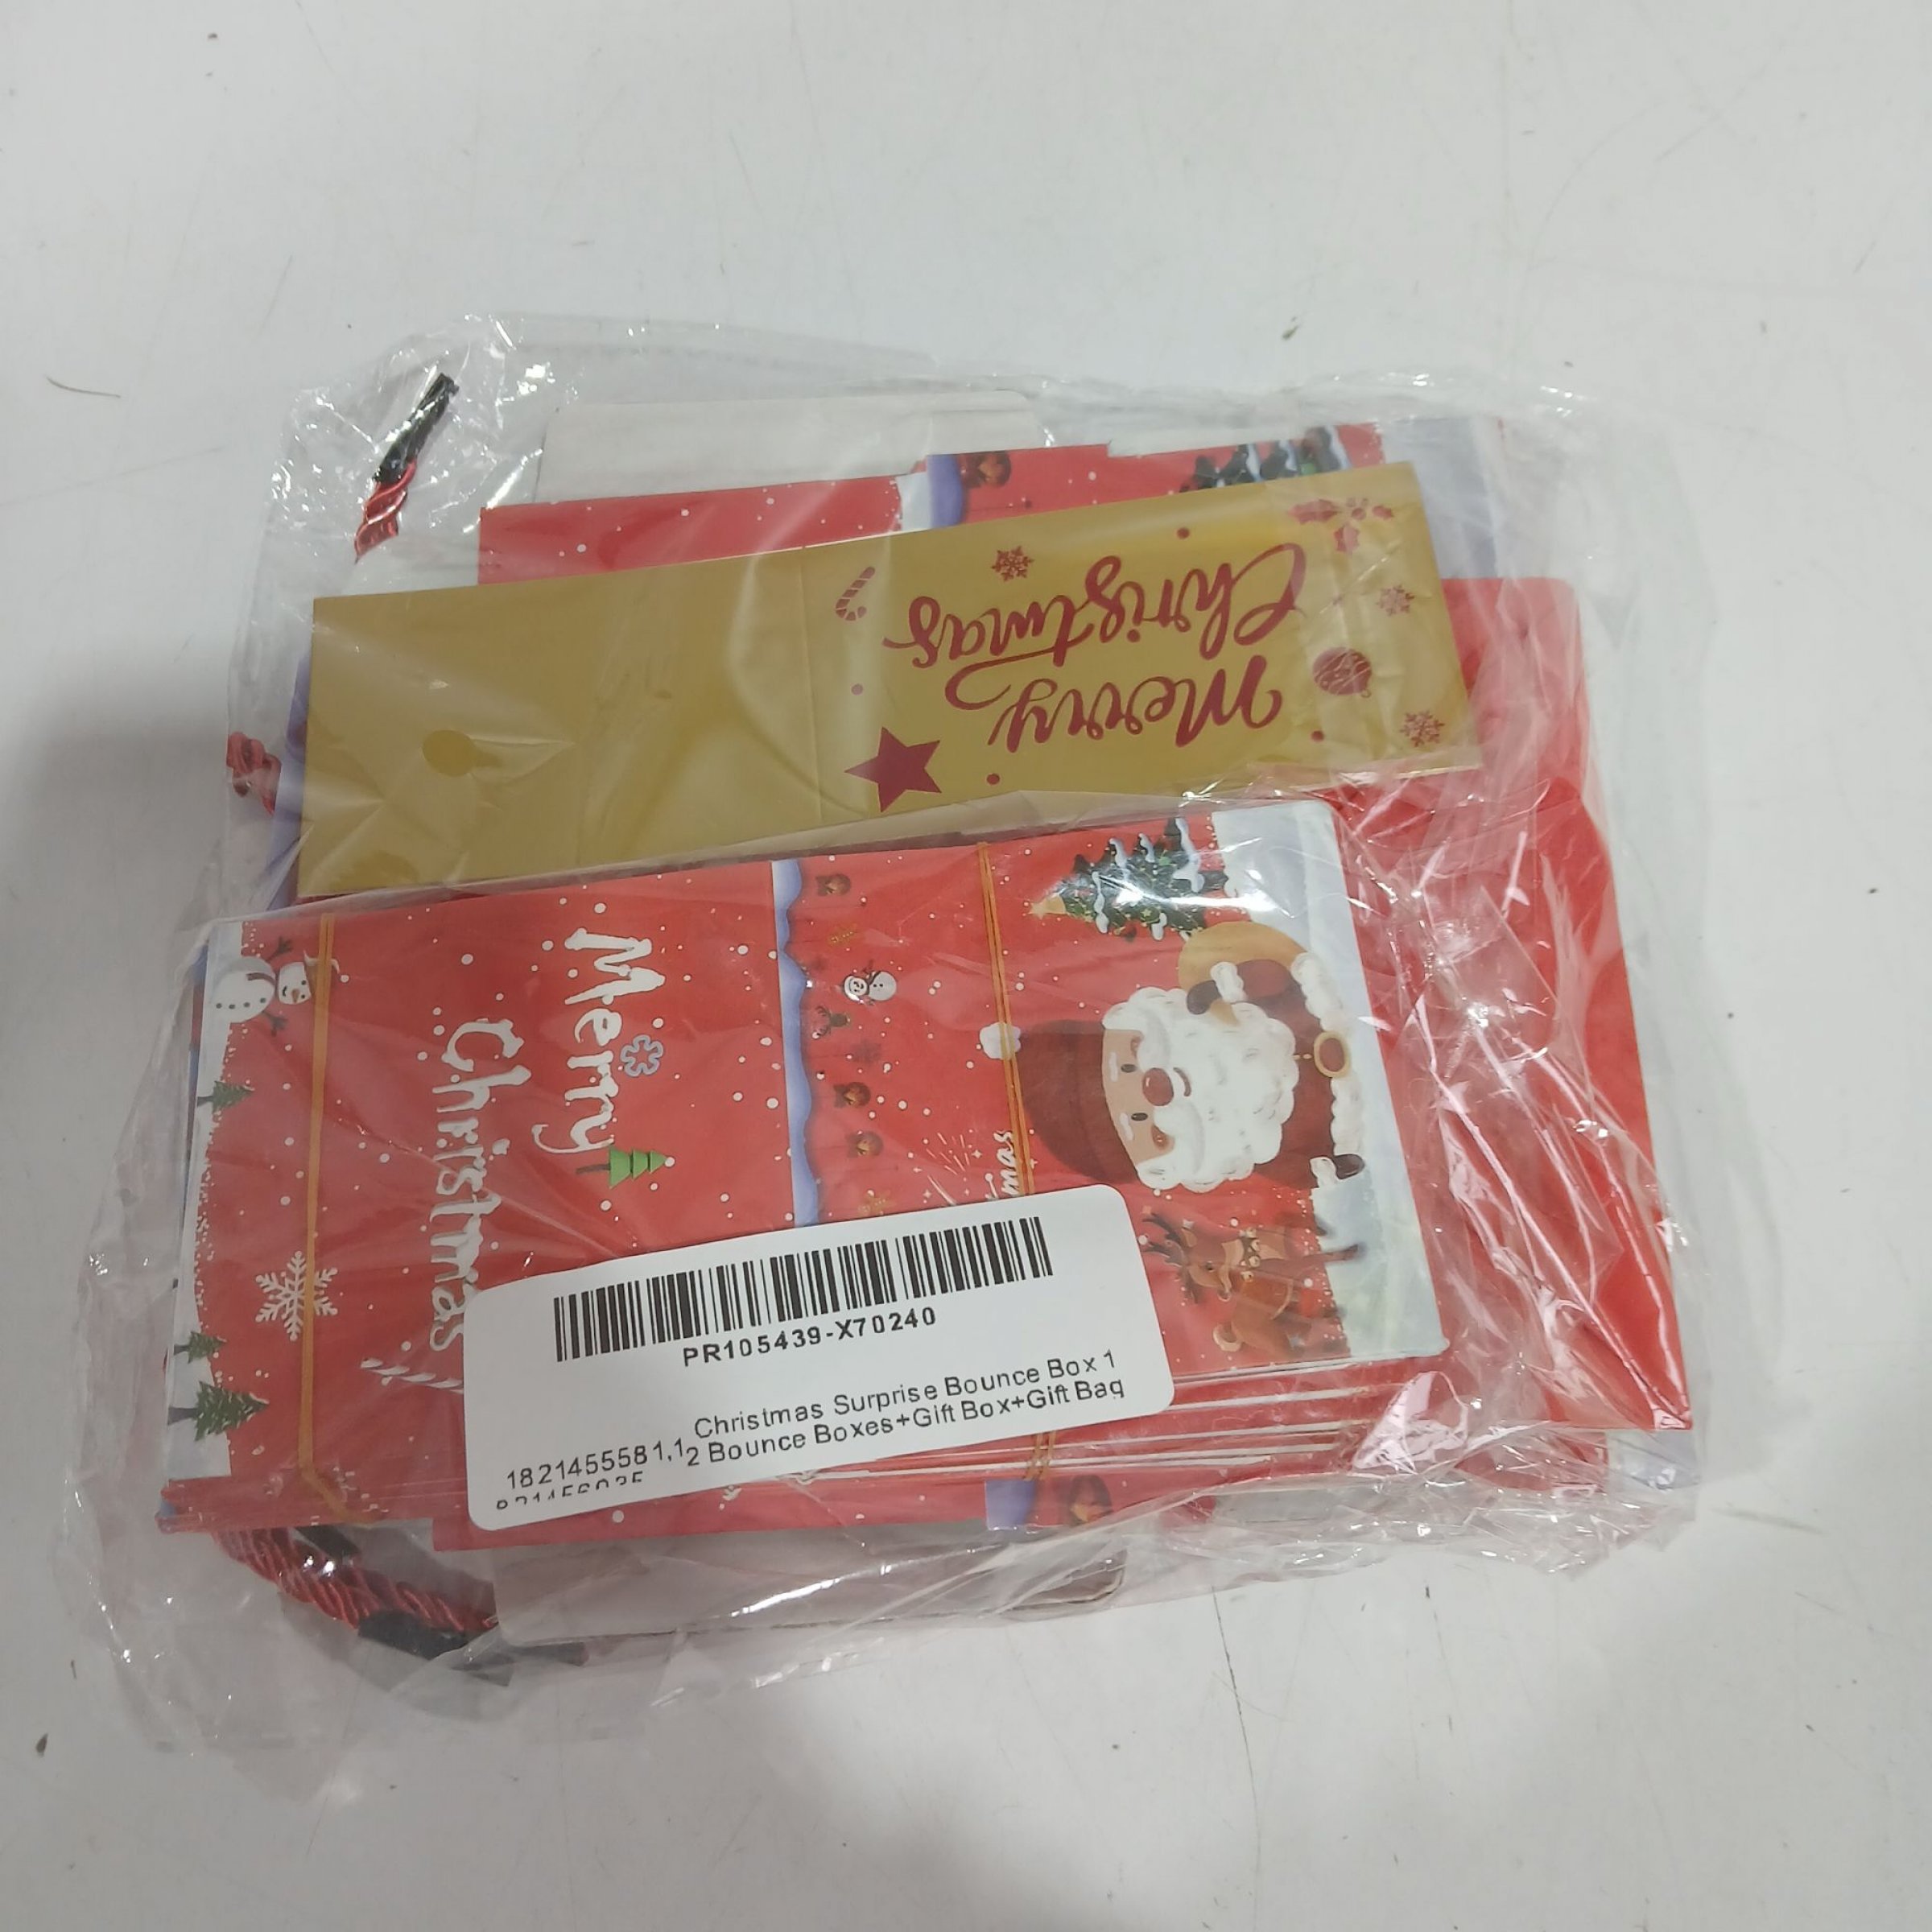 Merry
Christmas
Merry
Christmas
mas
PR105439-X70240
Christmas Surprise Bounce Box 1
1821455581,12 Bounce Boxes+Gift Box+Gift Bag